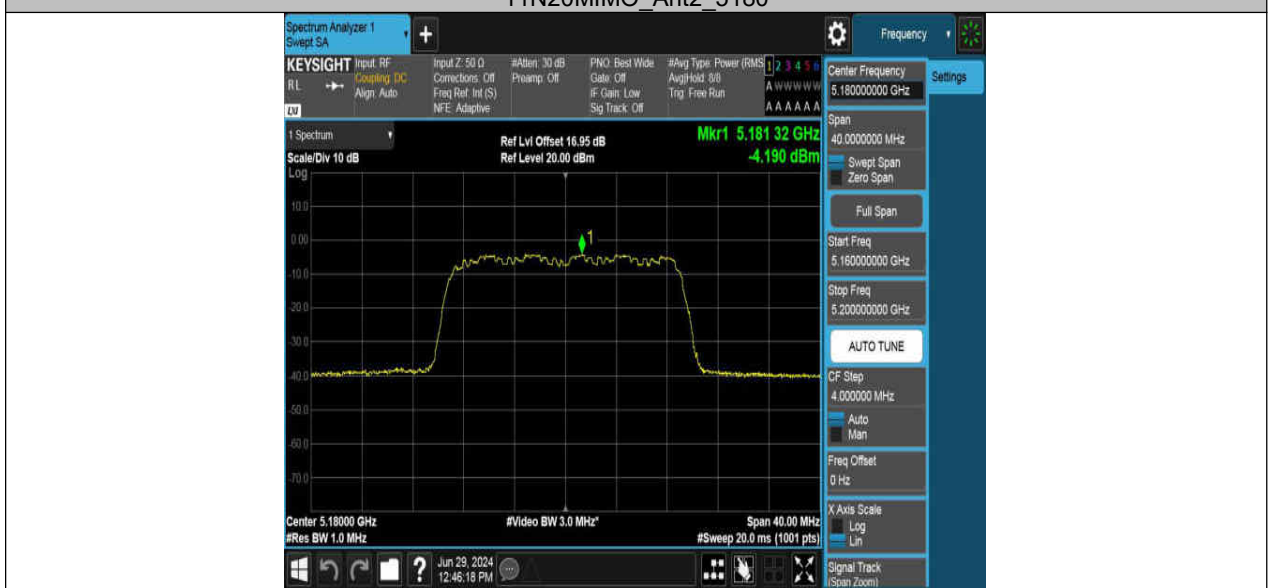 11N20MIMO_Ant2_5180
Spectrum Analyzer 1
Swept SA
Frequency
KEYSIGHT
RL
Input: RF
Coupling: DC
Align: Auto
Input Z: 50 Ω
Corrections: Off
Freq Ref: Int (S)
NFE: Adaptive
#Atten: 30 dB
Preamp: Off
PNO: Best Wide
Gate: Off
IF Gain: Low
Sig Track: Off
#Avg Type: Power (RMS
Avg|Hold: 8/8
Trig: Free Run
1 2 3 4 5 6
A W W W W W
A A A A A A
Center Frequency
5.180000000 GHz
Settings
Span
40.0000000 MHz
Swept Span
Zero Span
Full Span
Start Freq
5.160000000 GHz
Stop Freq
5.200000000 GHz
AUTO TUNE
CF Step
4.000000 MHz
Auto
Man
Freq Offset
0 Hz
X Axis Scale
Log
Lin
Signal Track
(Span Zoom)
1 Spectrum
Scale/Div 10 dB
Log
Ref Lvl Offset 16.95 dB
Ref Level 20.00 dBm
Mkr1 5.181 32 GHz
-4.190 dBm
10.0
0.00
-10.0
-20.0
-30.0
-40.0
-50.0
-60.0
-70.0
1
Center 5.18000 GHz
#Res BW 1.0 MHz
#Video BW 3.0 MHz*
Span 40.00 MHz
#Sweep 20.0 ms (1001 pts)
?
Jun 29, 2024
12:46:18 PM